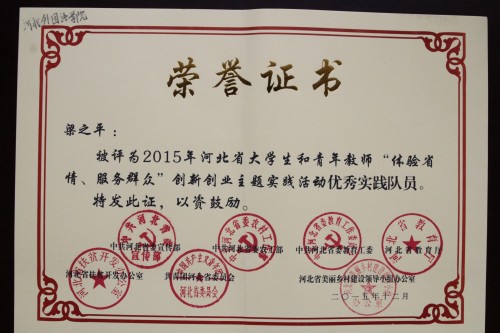 河北外国语学院
荣誉证书
梁之平：
被评为2015年河北省大学生和青年教师“体验省
情、服务群众”创新创业主题实践活动优秀实践队员。
特发此证，以资鼓励。
中共河北省委宣传部 中共河北省委农工部 中共河北省委教育工委 河北省教育厅
河北省扶贫开发办公室 共青团河北省委员会 河北省美丽乡村建设领导小组办公室
二〇一五年十二月